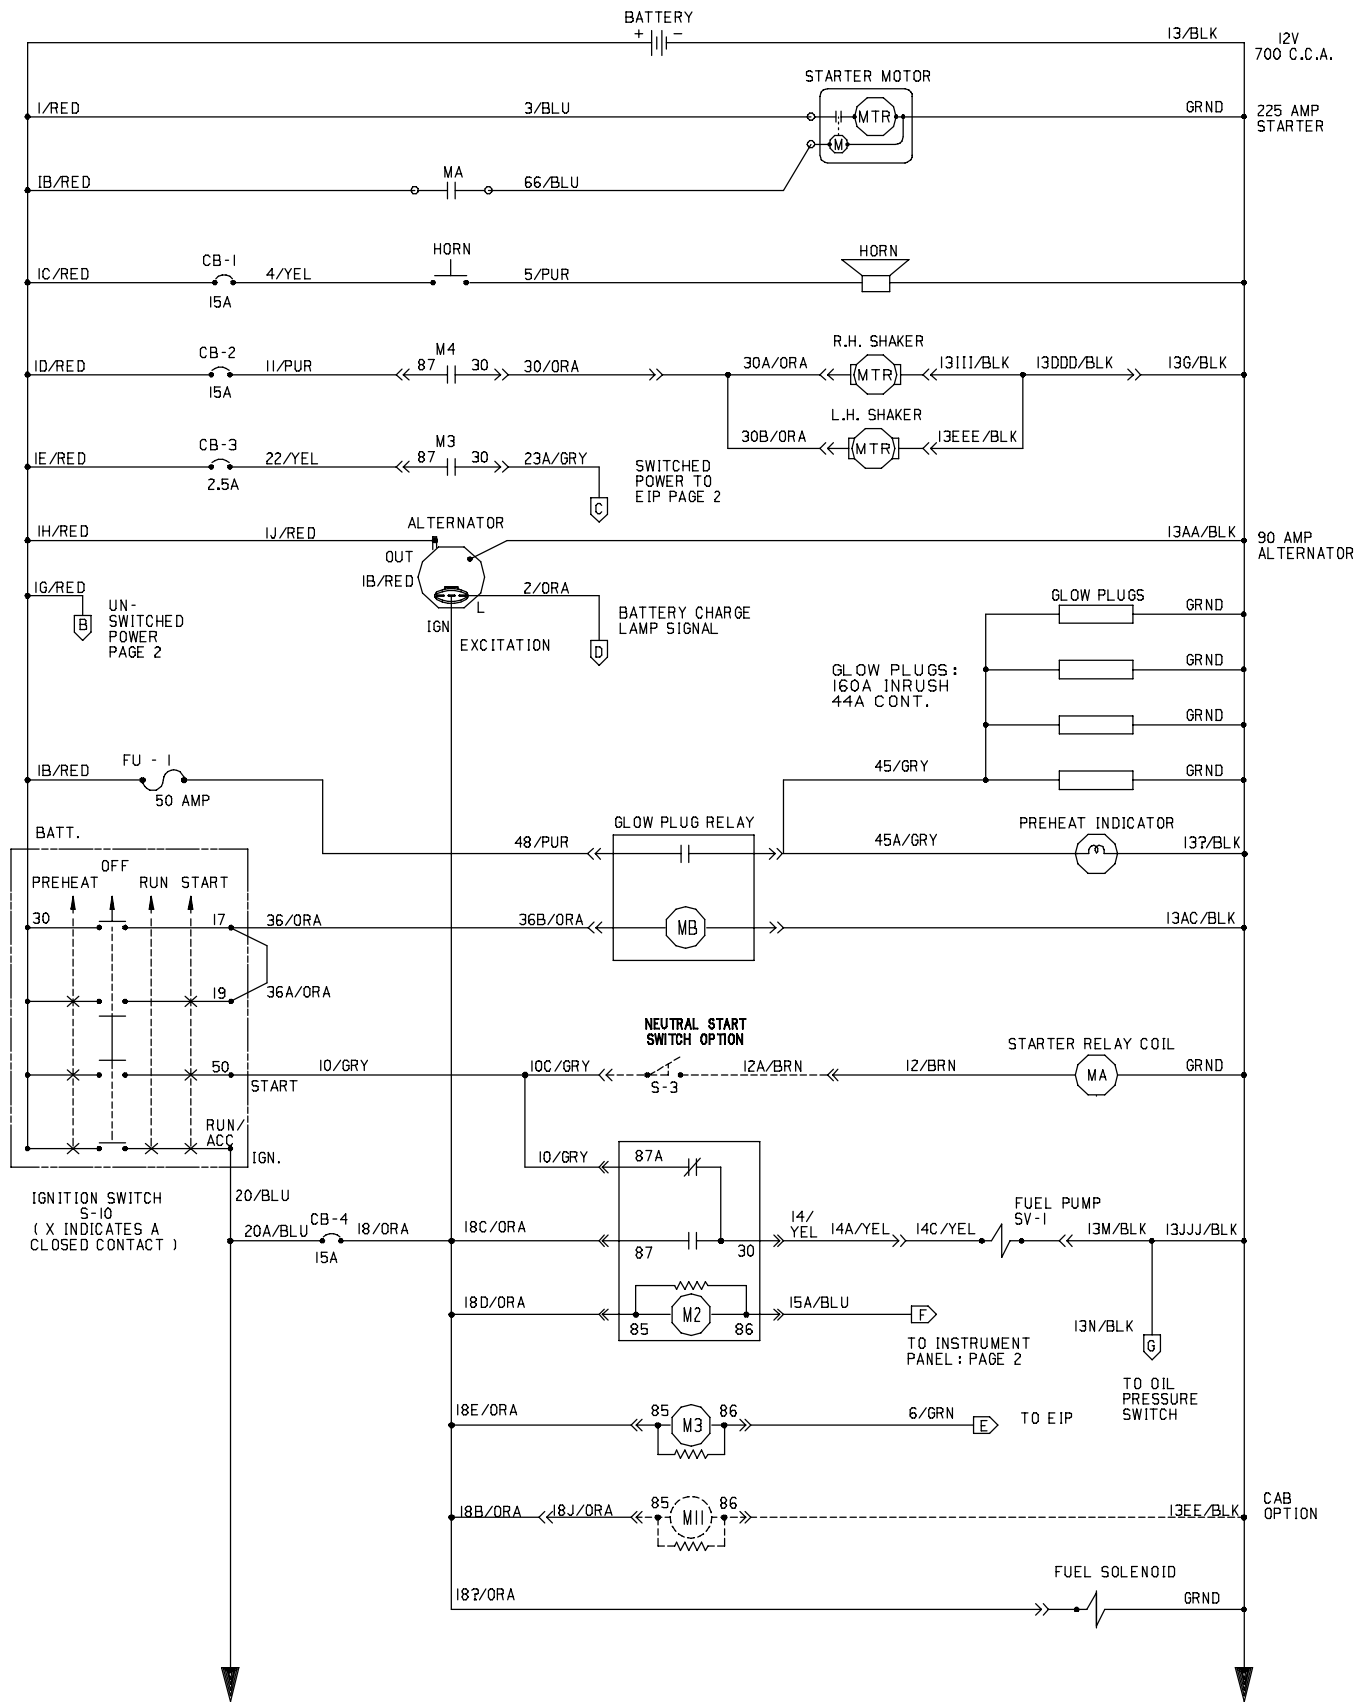 BATTERY
+ -
13/BLK
12V
700 C.C.A.
STARTER MOTOR
1/RED
3/BLU
MTR
GRND
225 AMP
STARTER
M
1B/RED
MA
66/BLU
HORN
HORN
1C/RED
CB-1
4/YEL
5/PUR
15A
R.H. SHAKER
1D/RED
CB-2
11/PUR
M4
87
30
30/ORA
30A/ORA
MTR
13III/BLK
13DDD/BLK
13G/BLK
15A
L.H. SHAKER
30B/ORA
MTR
13EEE/BLK
1E/RED
CB-3
22/YEL
M3
87
30
23A/GRY
2.5A
C
SWITCHED
POWER TO
EIP PAGE 2
1H/RED
1J/RED
ALTERNATOR
OUT
1B/RED
13AA/BLK
90 AMP
ALTERNATOR
1G/RED
B
UN-
SWITCHED
POWER
PAGE 2
L
2/ORA
IGN
EXCITATION
D
BATTERY CHARGE
LAMP SIGNAL
GLOW PLUGS
GRND
GLOW PLUGS:
160A INRUSH
44A CONT.
GRND
GRND
1B/RED
FU - 1
50 AMP
45/GRY
GRND
BATT.
GLOW PLUG RELAY
PREHEAT INDICATOR
48/PUR
45A/GRY
13?/BLK
OFF
PREHEAT
RUN
START
30
17
36/ORA
36B/ORA
MB
13AC/BLK
19
36A/ORA
NEUTRAL START
SWITCH OPTION
STARTER RELAY COIL
50
START
10/GRY
10C/GRY
S-3
12A/BRN
12/BRN
MA
GRND
RUN/
ACC
IGN.
10/GRY
87A
IGNITION SWITCH
S-10
( X INDICATES A
CLOSED CONTACT )
20/BLU
20A/BLU
CB-4
18/ORA
15A
18C/ORA
87
30
14/
YEL
14A/YEL
14C/YEL
FUEL PUMP
SV-1
13M/BLK
13JJJ/BLK
18D/ORA
85
M2
86
15A/BLU
F
TO INSTRUMENT
PANEL: PAGE 2
13N/BLK
G
TO OIL
PRESSURE
SWITCH
18E/ORA
85
M3
86
6/GRN
E
TO EIP
18B/ORA
18J/ORA
85
M11
86
13EE/BLK
CAB
OPTION
FUEL SOLENOID
18?/ORA
GRND